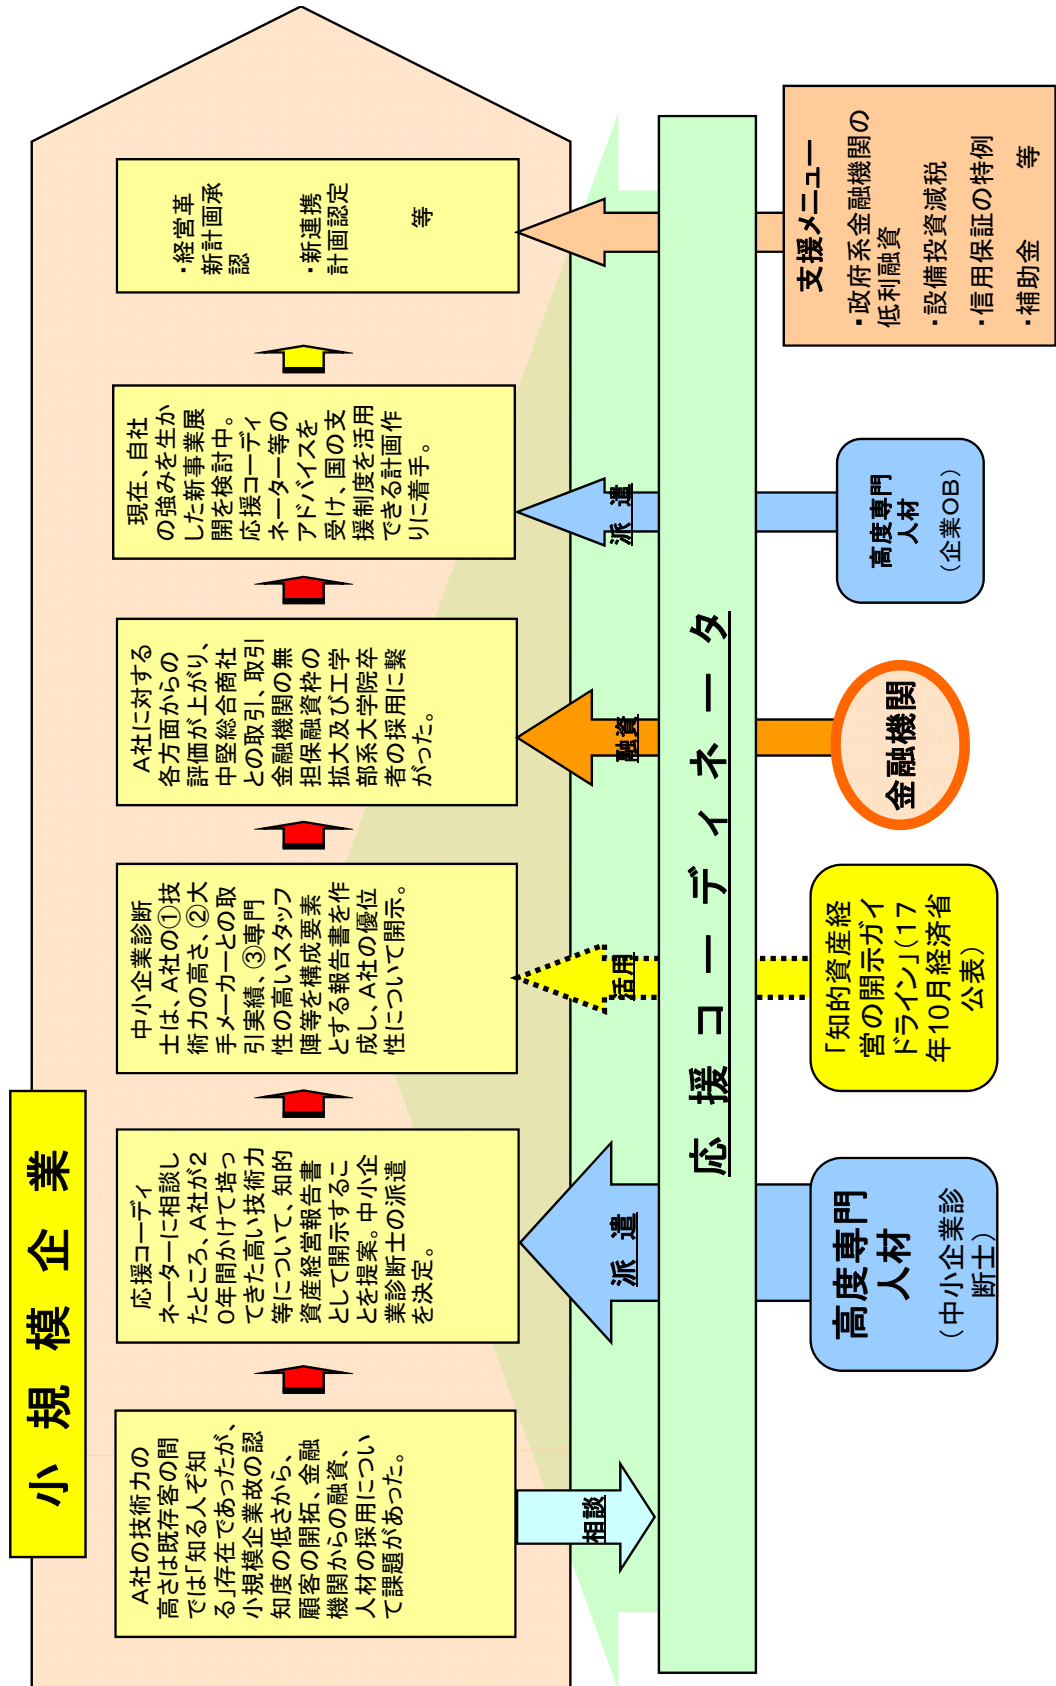 小規模企業
A社の技術力の
高さは既存客の間
では「知る人ぞ知
る」存在であったが、
小規模企業故の認
知度の低さから、
顧客の開拓、金融
機関からの融資、
人材の採用につい
て課題があった。
応援コーディ
ネーターに相談し
たところ、A社が2
0年間かけて培っ
てきた高い技術力
等について、知的
資産経営報告書
として開示するこ
とを提案。中小企
業診断士の派遣
を決定。
中小企業診断
士は、A社の①技
術力の高さ、②大
手メーカーとの取
引実績、③専門
性の高いスタッフ
陣等を構成要素
とする報告書を作
成し、A社の優位
性について開示。
A社に対する
各方面からの
評価が上がり、
中堅総合商社
との取引、取引
金融機関の無
担保融資枠の
拡大及び工学
部系大学院卒
者の採用に繋
がった。
現在、自社
の強みを生か
した新事業展
開を検討中。
応援コーディ
ネーター等の
アドバイスを
受け、国の支
援制度を活用
できる計画作
りに着手。
・経営革
新計画承
認
・新連携
計画認定
等
相談
派遣
活用
融資
派遣
応援コーディネータ
高度専門
人材
(中小企業診
断士)
「知的資産経
営の開示ガイ
ドライン」(17
年10月経済省
公表)
金融機関
高度専門
人材
(企業OB)
支援メニュー
・政府系金融機関の
低利融資
・設備投資減税
・信用保証の特例
・補助金 等